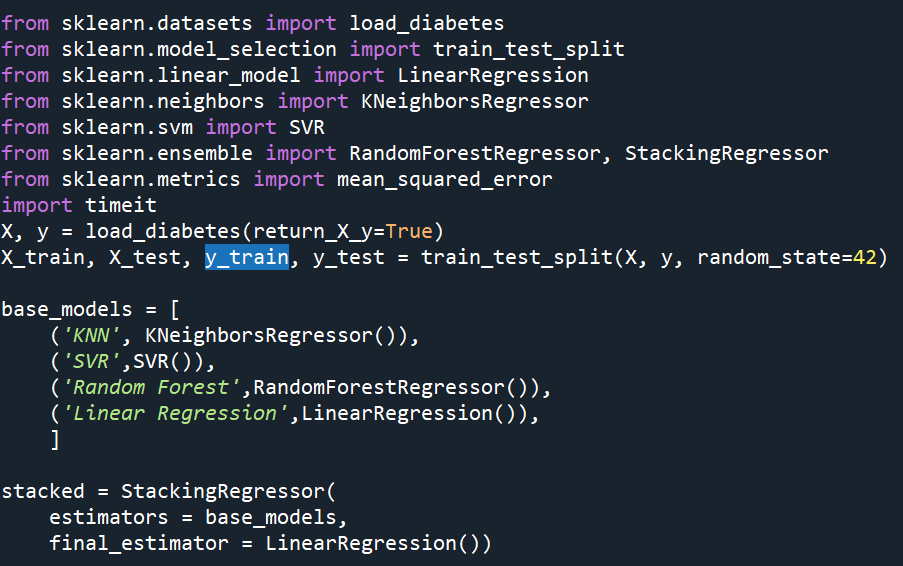 from sklearn.datasets import load_diabetes
from sklearn.model_selection import train_test_split
from sklearn.linear_model import LinearRegression
from sklearn.neighbors import KNeighborsRegressor
from sklearn.svm import SVR
from sklearn.ensemble import RandomForestRegressor, StackingRegressor
from sklearn.metrics import mean_squared_error
import timeit
X, y = load_diabetes(return_X_y=True)
X_train, X_test, y_train, y_test = train_test_split(X, y, random_state=42)

base_models = [
    ('KNN', KNeighborsRegressor()),
    ('SVR',SVR()),
    ('Random Forest',RandomForestRegressor()),
    ('Linear Regression',LinearRegression()),
    ]

stacked = StackingRegressor(
    estimators = base_models,
    final_estimator = LinearRegression())